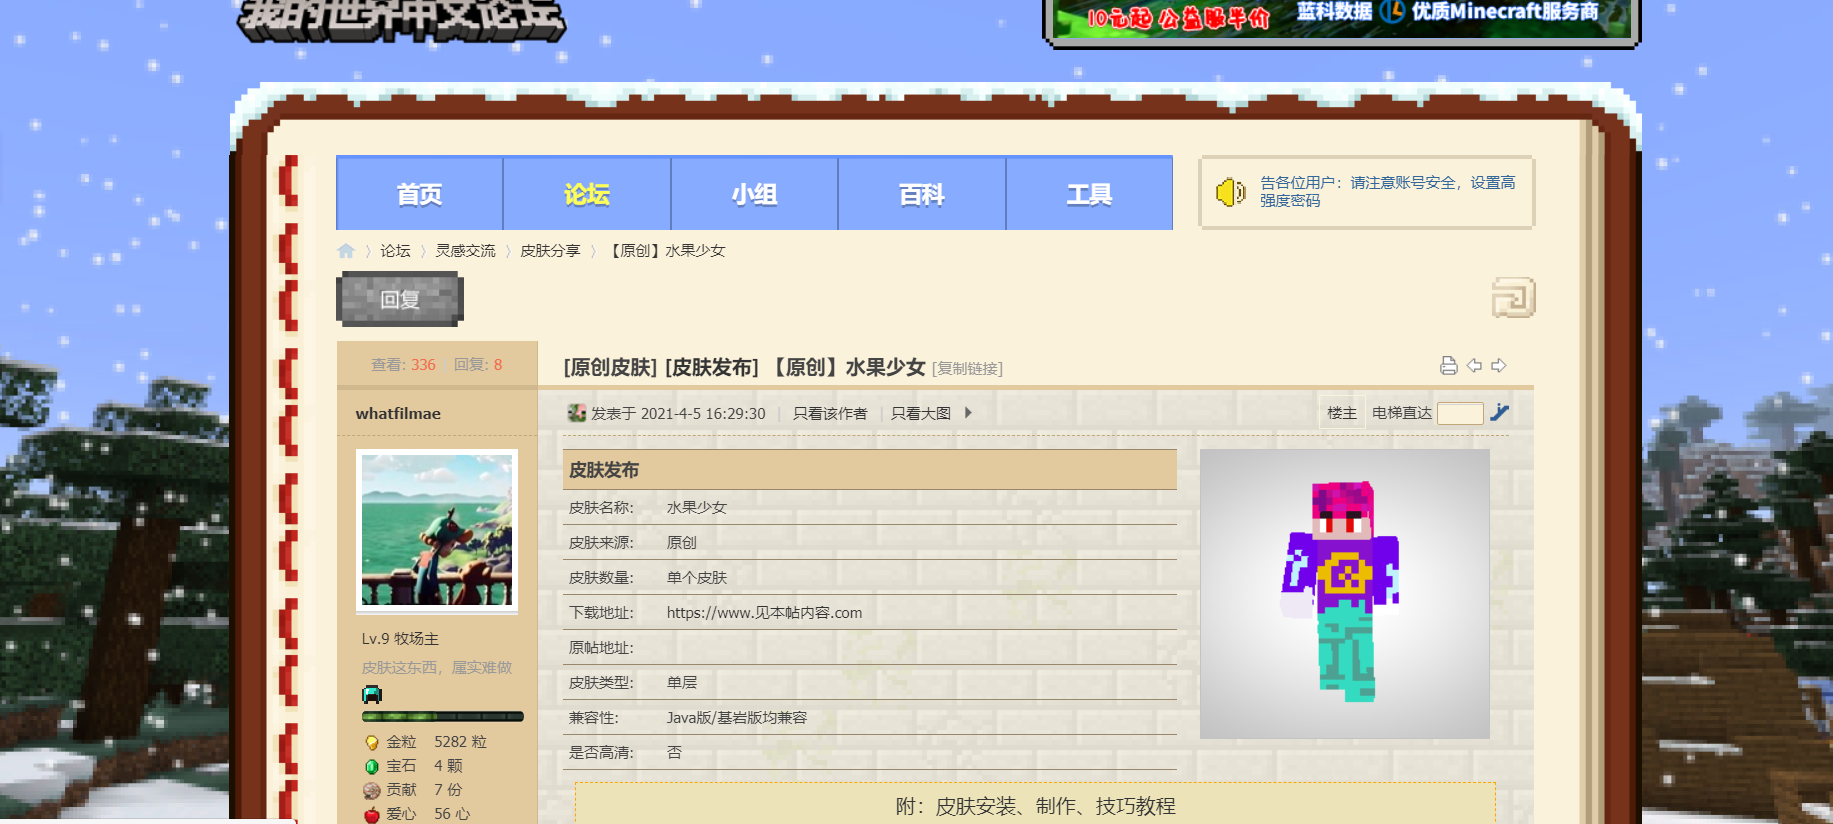 我的世界中文论坛
10元起 公益服半价
蓝科数据 优质Minecraft服务商
首页 论坛 小组 百科 工具
告各位用户：请注意账号安全，设置高
强度密码
论坛 〉 灵感交流 〉 皮肤分享 〉 【原创】水果少女
回复
查看: 336 回复: 8
[原创皮肤] [皮肤发布] 【原创】水果少女 [复制链接]
whatfilmae
发表于 2021-4-5 16:29:30 | 只看该作者 | 只看大图
楼主 电梯直达
皮肤发布
皮肤名称: 水果少女
皮肤来源: 原创
皮肤数量: 单个皮肤
下载地址: https://www.见本帖内容.com
原帖地址:
皮肤类型: 单层
兼容性: Java版/基岩版均兼容
是否高清: 否
附：皮肤安装、制作、技巧教程
Lv.9 牧场主
皮肤这东西，属实难做
金粒 5282 粒
宝石 4 颗
贡献 7 份
爱心 56 心